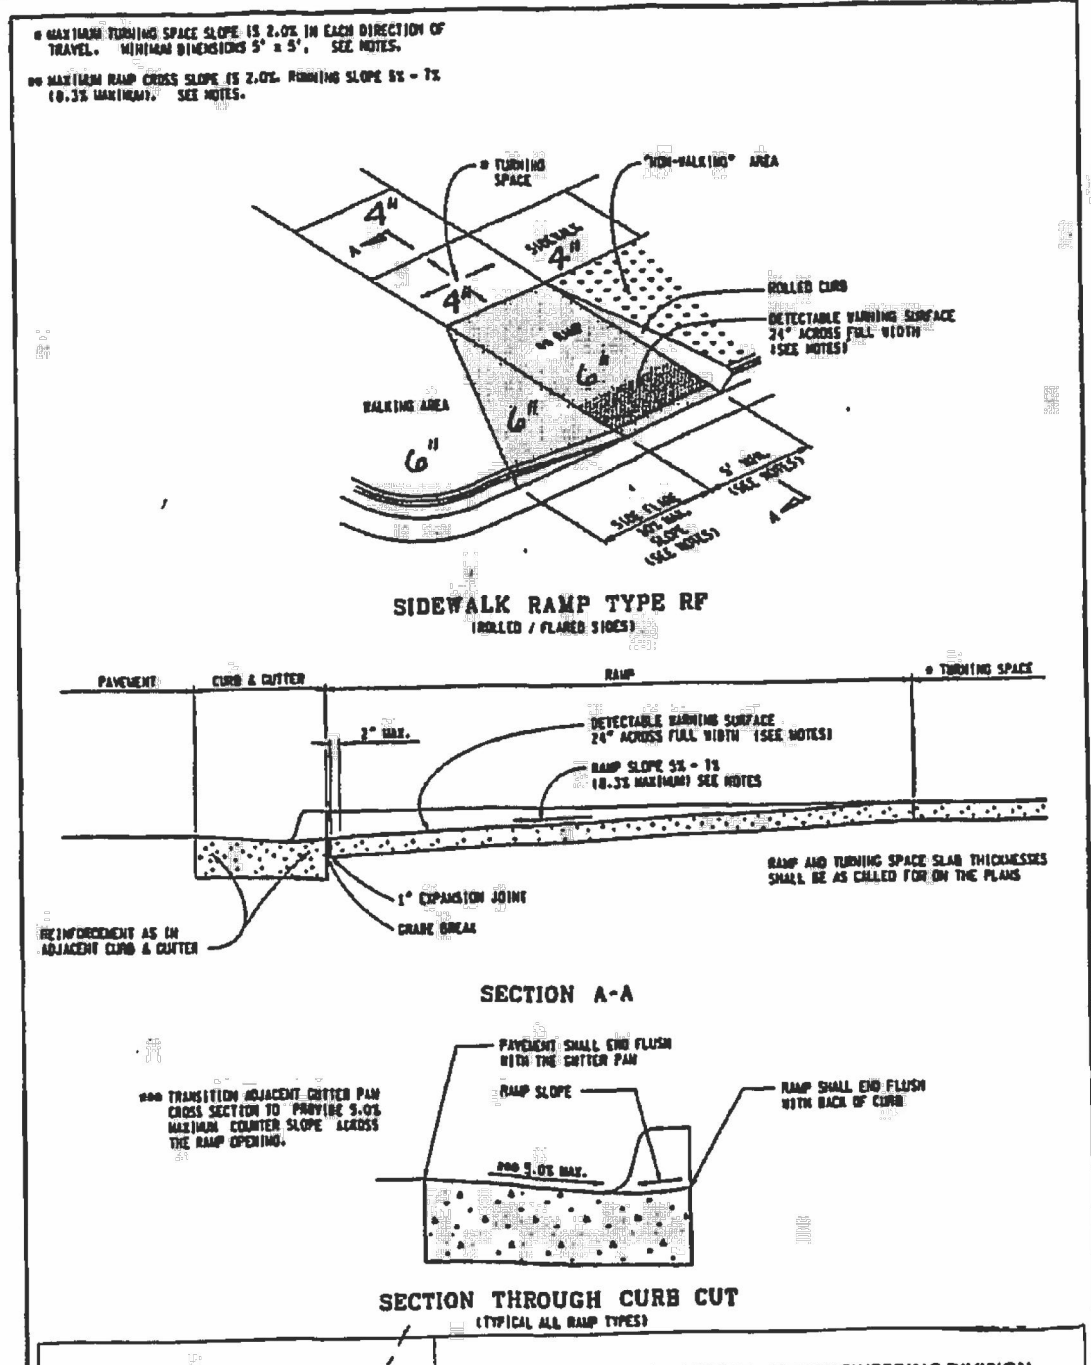 * MAXIMUM TURNING SPACE SLOPE IS 2.0% IN EACH DIRECTION OF
TRAVEL. MINIMUM DIMENSIONS 5' x 5'. SEE NOTES.
** MAXIMUM RAMP CROSS SLOPE IS 2.0%. RUNNING SLOPE 5% - 7%
(8.3% MAXIMUM). SEE NOTES.
* TURNING
SPACE
"NON-WALKING" AREA
4"
A
SIDEWALK
4"
4"
ROLLED CURB
DETECTABLE WARNING SURFACE
24" ACROSS FULL WIDTH
(SEE NOTES)
** RAMP
6"
WALKING AREA
6"
6"
5' MIN.
(SEE NOTES)
SIDE FLARE
10% MAX.
SLOPE
(SEE NOTES)
A
SIDEWALK RAMP TYPE RF
(ROLLED / FLARED SIDES)
PAVEMENT
CURB & GUTTER
RAMP
* TURNING SPACE
2" MAX.
DETECTABLE WARNING SURFACE
24" ACROSS FULL WIDTH (SEE NOTES)
RAMP SLOPE 5% - 7%
(8.3% MAXIMUM) SEE NOTES
RAMP AND TURNING SPACE SLAB THICKNESSES
SHALL BE AS CALLED FOR ON THE PLANS
1" EXPANSION JOINT
GRADE BREAK
REINFORCEMENT AS IN
ADJACENT CURB & GUTTER
SECTION A-A
PAVEMENT SHALL END FLUSH
WITH THE GUTTER PAN
RAMP SLOPE
RAMP SHALL END FLUSH
WITH BACK OF CURB
*** TRANSITION ADJACENT GUTTER PAN
CROSS SECTION TO PROVIDE 5.0%
MAXIMUM COUNTER SLOPE ACROSS
THE RAMP OPENING.
*** 5.0% MAX.
SECTION THROUGH CURB CUT
(TYPICAL ALL RAMP TYPES)